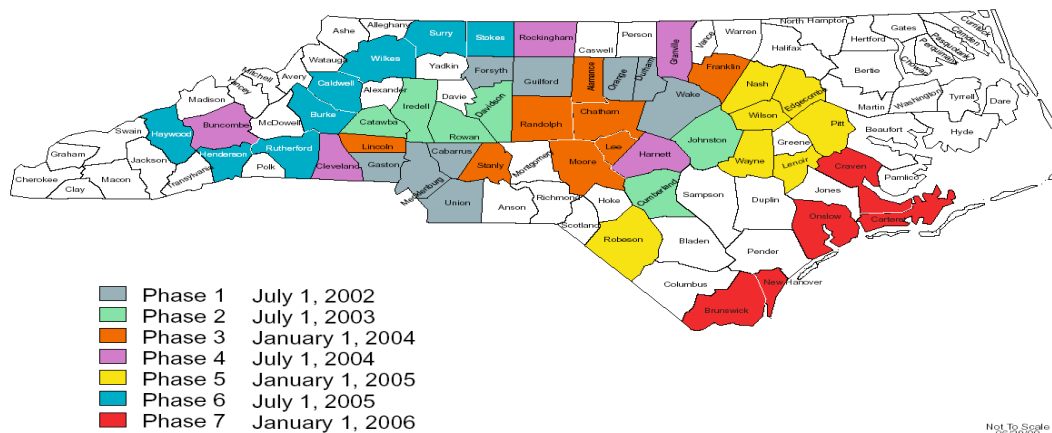 Alleghany
Ashe
Surry
Stokes
Rockingham
Caswell
Person
Granville
Vance
Warren
North Hampton
Gates
Currituck
Camden
Pasquotank
Perquimans
Chowan
Hertford
Halifax
Bertie
Watauga
Wilkes
Yadkin
Forsyth
Guilford
Alamance
Orange
Durham
Franklin
Nash
Edgecombe
Martin
Washington
Tyrrell
Dare
Mitchell
Avery
Yancey
Caldwell
Alexander
Davie
Iredell
Davidson
Wake
Wilson
Madison
Burke
McDowell
Catawba
Rowan
Randolph
Chatham
Johnston
Pitt
Beaufort
Hyde
Swain
Haywood
Buncombe
Greene
Lincoln
Graham
Jackson
Henderson
Rutherford
Cleveland
Gaston
Cabarrus
Stanly
Montgomery
Moore
Lee
Harnett
Wayne
Lenoir
Craven
Pamlico
Cherokee
Clay
Macon
Transylvania
Polk
Mecklenburg
Union
Anson
Richmond
Hoke
Cumberland
Sampson
Duplin
Jones
Scotland
Onslow
Carteret
Robeson
Bladen
Pender
Columbus
New Hanover
Brunswick
Phase 1 July 1, 2002
Phase 2 July 1, 2003
Phase 3 January 1, 2004
Phase 4 July 1, 2004
Phase 5 January 1, 2005
Phase 6 July 1, 2005
Phase 7 January 1, 2006
Not To Scale